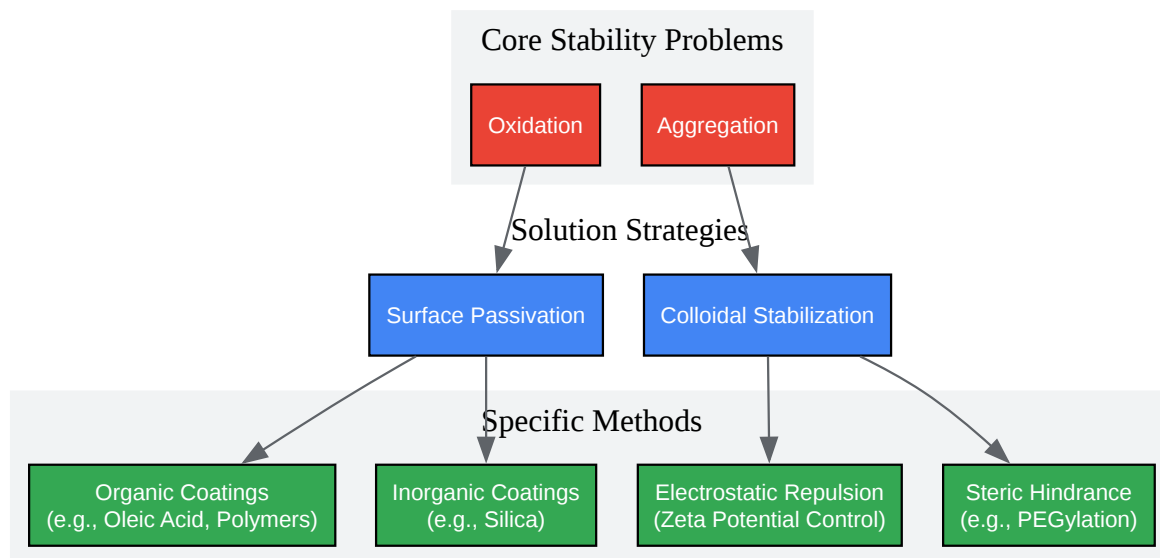 Core Stability Problems
Oxidation
Aggregation
Solution Strategies
Surface Passivation
Colloidal Stabilization
Specific Methods
Organic Coatings
(e.g., Oleic Acid, Polymers)
Inorganic Coatings
(e.g., Silica)
Electrostatic Repulsion
(Zeta Potential Control)
Steric Hindrance
(e.g., PEGylation)